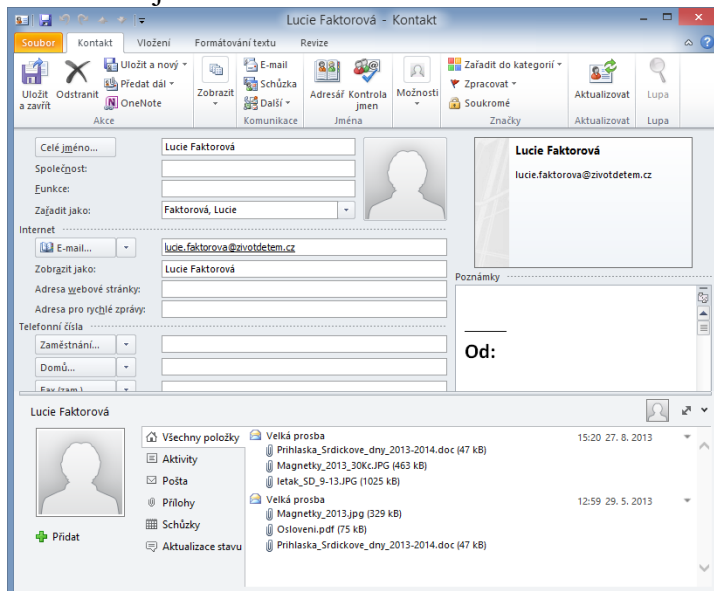 Lucie Faktorová - Kontakt
Soubor Kontakt Vložení Formátování textu Revize
Uložit a zavřít
Odstranit
Uložit a nový
Předat dál
OneNote
Akce
Zobrazit
E-mail
Schůzka
Další
Komunikace
Adresář
Kontrola jmen
Jména
Možnosti
Zařadit do kategorií
Zpracovat
Soukromé
Značky
Aktualizovat
Aktualizovat
Lupa
Lupa
Celé jméno... Lucie Faktorová
Společnost:
Funkce:
Zařadit jako: Faktorová, Lucie
Internet
E-mail... lucie.faktorova@zivotdetem.cz
Zobrazit jako: Lucie Faktorová
Adresa webové stránky:
Adresa pro rychlé zprávy:
Telefonní čísla
Zaměstnání...
Domů...
Fax (zam.)
Lucie Faktorová
lucie.faktorova@zivotdetem.cz
Poznámky
Od:
Lucie Faktorová
Přidat
Všechny položky
Aktivity
Pošta
Přílohy
Schůzky
Aktualizace stavu
Velká prosba 15:20 27. 8. 2013
Prihlaska_Srdickove_dny_2013-2014.doc (47 kB)
Magnetky_2013_30Kc.JPG (463 kB)
letak_SD_9-13.JPG (1025 kB)
Velká prosba 12:59 29. 5. 2013
Magnetky_2013.jpg (329 kB)
Osloveni.pdf (75 kB)
Prihlaska_Srdickove_dny_2013-2014.doc (47 kB)